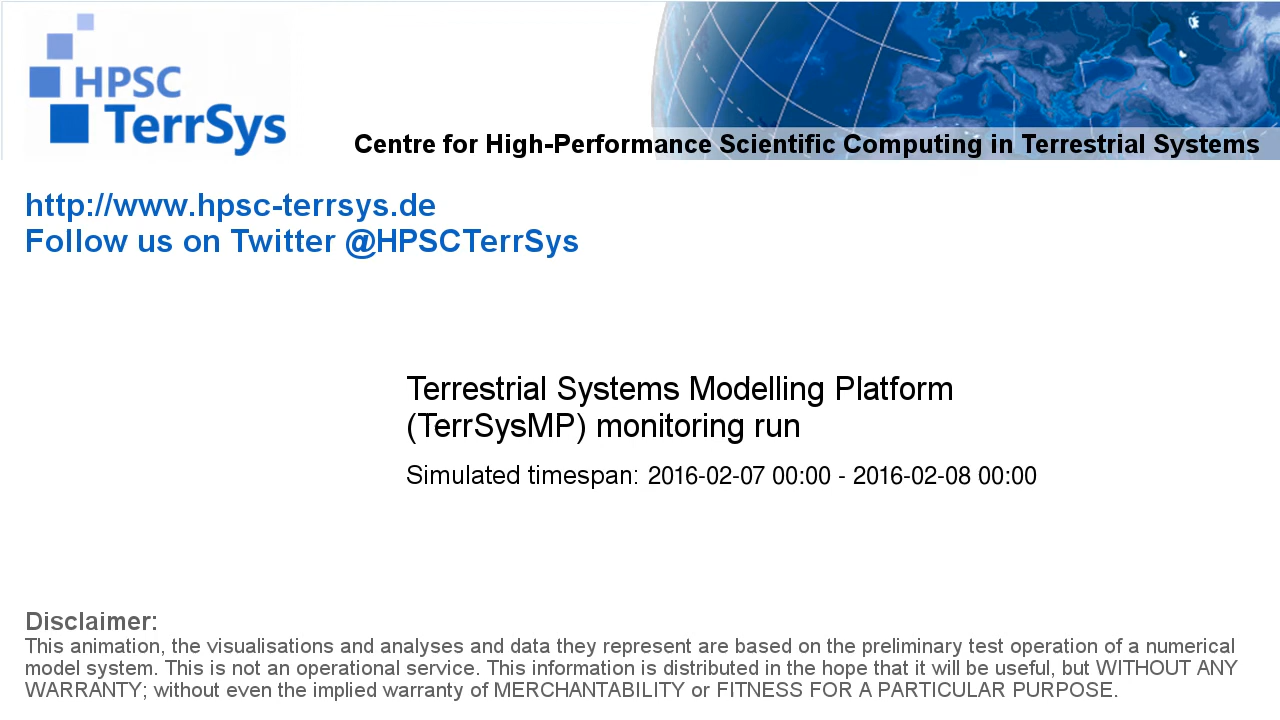 HPSC
TerrSys
Centre for High-Performance Scientific Computing in Terrestrial Systems
http://www.hpsc-terrsys.de
Follow us on Twitter @HPSCTerrSys
Terrestrial Systems Modelling Platform
(TerrSysMP) monitoring run
Simulated timespan: 2016-02-07 00:00 - 2016-02-08 00:00
Disclaimer:
This animation, the visualisations and analyses and data they represent are based on the preliminary test operation of a numerical
model system. This is not an operational service. This information is distributed in the hope that it will be useful, but WITHOUT ANY
WARRANTY; without even the implied warranty of MERCHANTABILITY or FITNESS FOR A PARTICULAR PURPOSE.